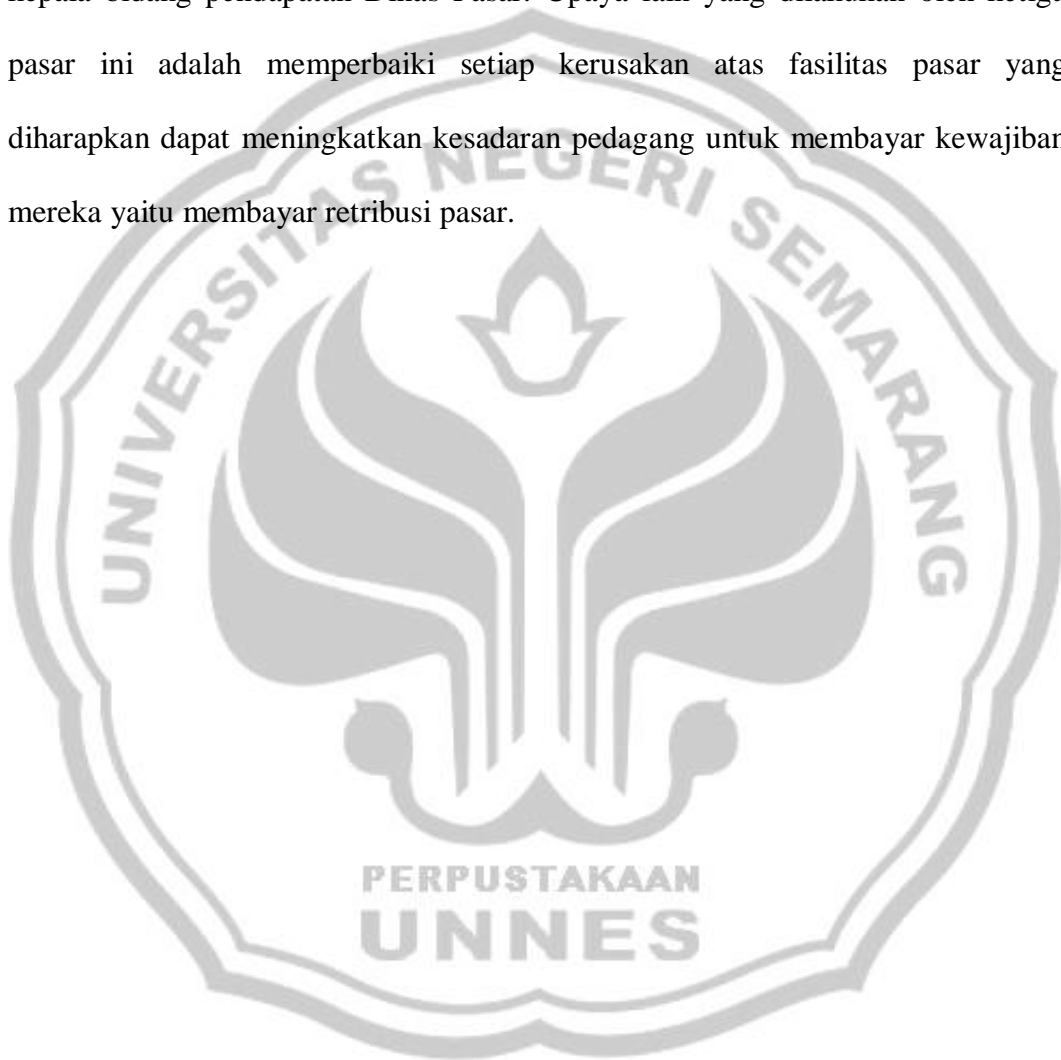 kepala bidang pendapatan Dinas Pasar. Upaya lain yang dilakukan oleh ketiga
pasar ini adalah memperbaiki setiap kerusakan atas fasilitas pasar yang
diharapkan dapat meningkatkan kesadaran pedagang untuk membayar kewajiban
mereka yaitu membayar retribusi pasar.
UNIVERSITAS NEGERI SEMARANG
PERPUSTAKAAN
UNNES